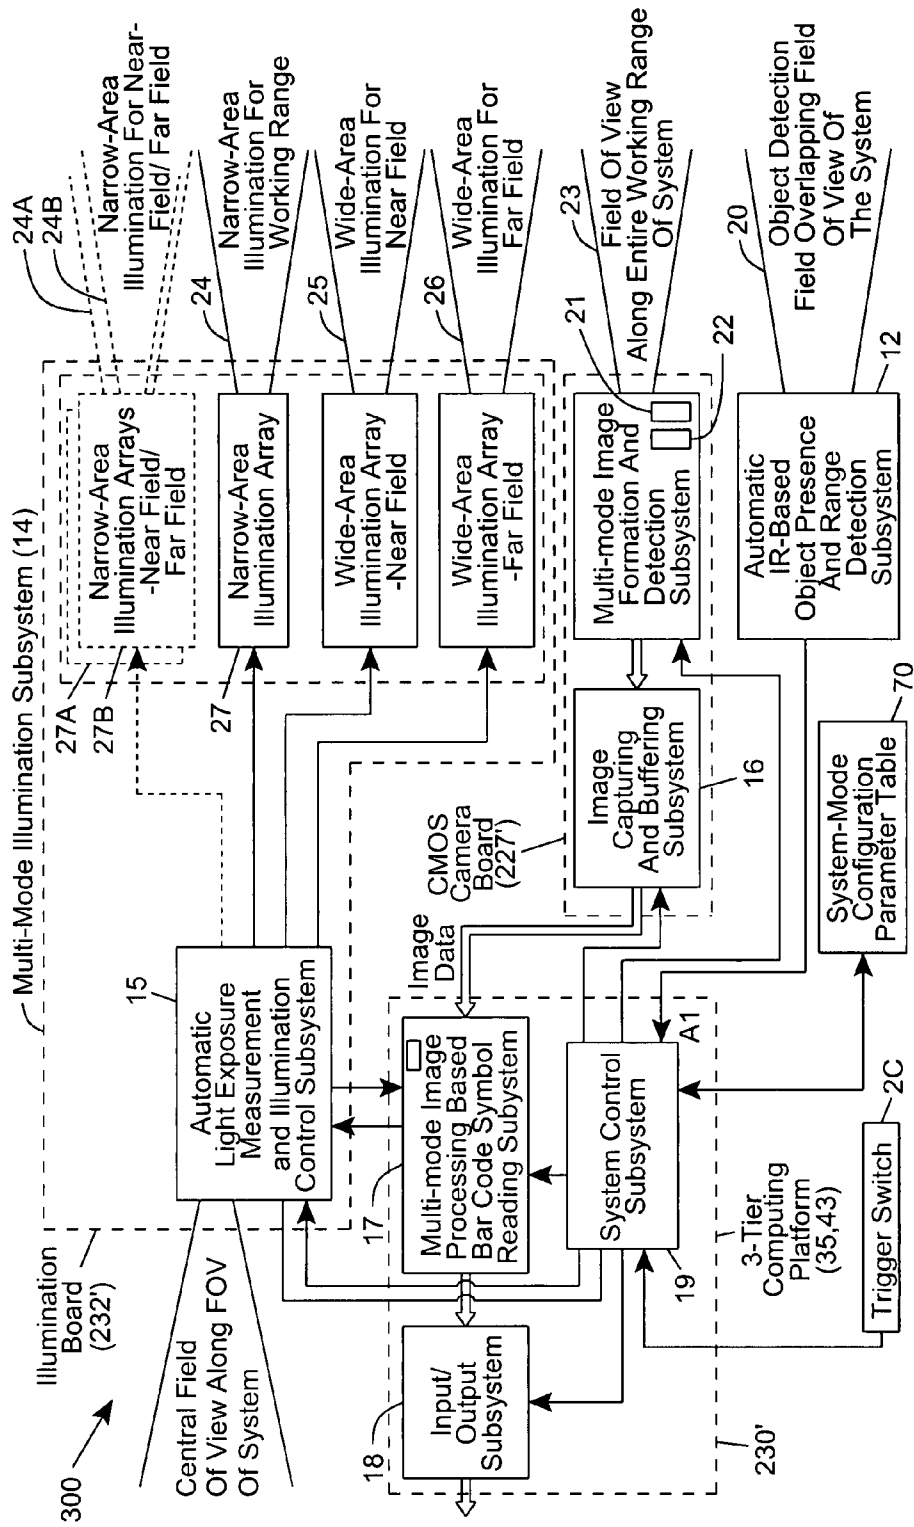 Multi-Mode Illumination Subsystem (14)
24A
24B
Narrow-Area
Illumination For Near-
Field/ Far Field
27A
27B
Narrow-Area
Illumination Arrays
-Near Field/
Far Field
24
Narrow-Area
Illumination For
Working Range
27
Narrow-Area
Illumination Array
25
Wide-Area
Illumination For
Near Field
Wide-Area
Illumination Array
-Near Field
26
Wide-Area
Illumination For
Far Field
Wide-Area
Illumination Array
-Far Field
15
Automatic
Light Exposure
Measurement
and Illumination
Control Subsystem
Illumination
Board
(232')
300
Central Field
Of View Along FOV
Of System
CMOS
Camera
Board
(227')
Image
Data
Image
Capturing
And Buffering
Subsystem
16
Multi-mode Image
Formation And
Detection
Subsystem
21
22
23
Field Of View
Along Entire Working Range
Of System
17
Multi-mode Image
Processing Based
Bar Code Symbol
Reading Subystem
18
Input/
Output
Subsystem
System Control
Subsystem
19
A1
3-Tier
Computing
Platform
(35,43)
230'
20
Object Detection
Field Overlapping Field
Of View Of
The System
Automatic
IR-Based
Object Presence
And Range
Detection
Subsystem
12
System-Mode
Configuration
Parameter Table
70
Trigger Switch
2C